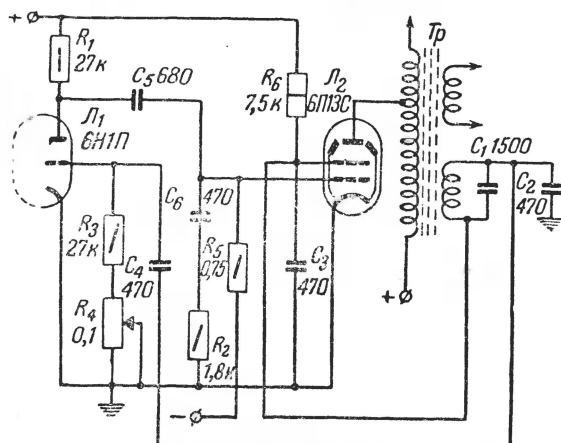 +
R1
27к
Л1
6Н1П
C5 680
R6
7,5к
Л2
6П13С
Тр
C1 1500
C2
470
C6
470
R3
27к
C4
470
R5
0,75
C3
470
R4
0,1
R2
1,8к
+
−